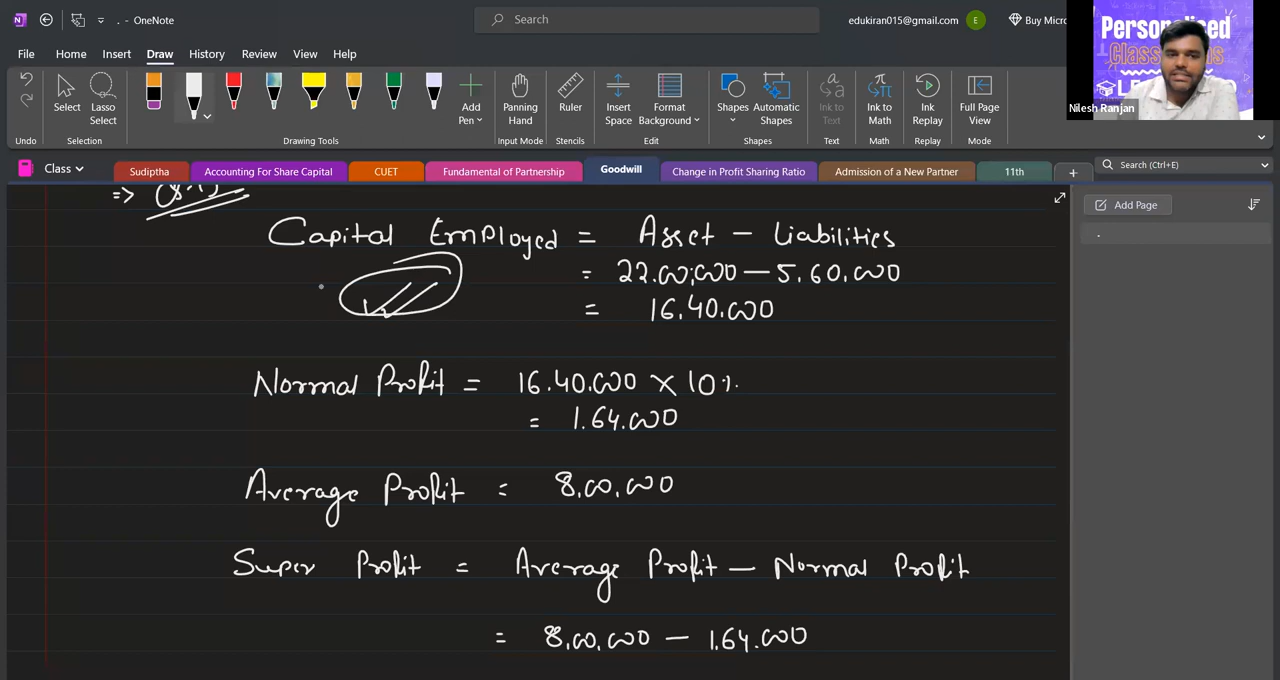 . - OneNote
Search
edukiran015@gmail.com
E
Buy Micro
File Home Insert Draw History Review View Help
Undo
Select
Lasso Select
Selection
Drawing Tools
Add Pen
Panning Hand
Input Mode
Ruler
Stencils
Insert Space
Format Background
Edit
Shapes
Automatic Shapes
Shapes
Ink to Text
Text
Ink to Math
Math
Ink Replay
Replay
Full Page View
Mode
Personalised
Nilesh Ranjan
Class
Sudiptha
Accounting For Share Capital
CUET
Fundamental of Partnership
Goodwill
Change in Profit Sharing Ratio
Admission of a New Partner
11th
+
Search (Ctrl+E)
Add Page
.
Capital Employed = Asset - Liabilities
= 22.00.000 - 5.60.000
= 16.40.000
Normal Profit = 16.40.000 × 10%
= 1.64.000
Average Profit = 8.00.000
Super Profit = Average Profit - Normal Profit
= 8.00.000 - 1.64.000